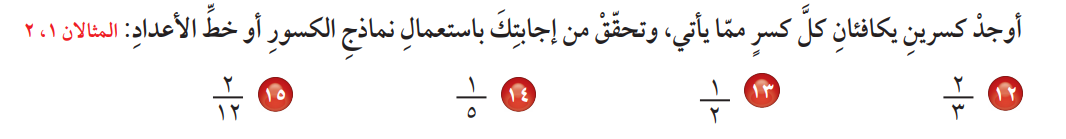 أوجدْ كسرينِ يكافئانِ كلَّ كسرٍ ممّا يأتي، وتحقّقْ من إجابتِكَ باستعمالِ نماذجِ الكسورِ أو خطِّ الأعدادِ: المثالان ١، ٢
١٢ ٢/٣ ١٣ ١/٢ ١٤ ١/٥ ١٥ ٢/١٢